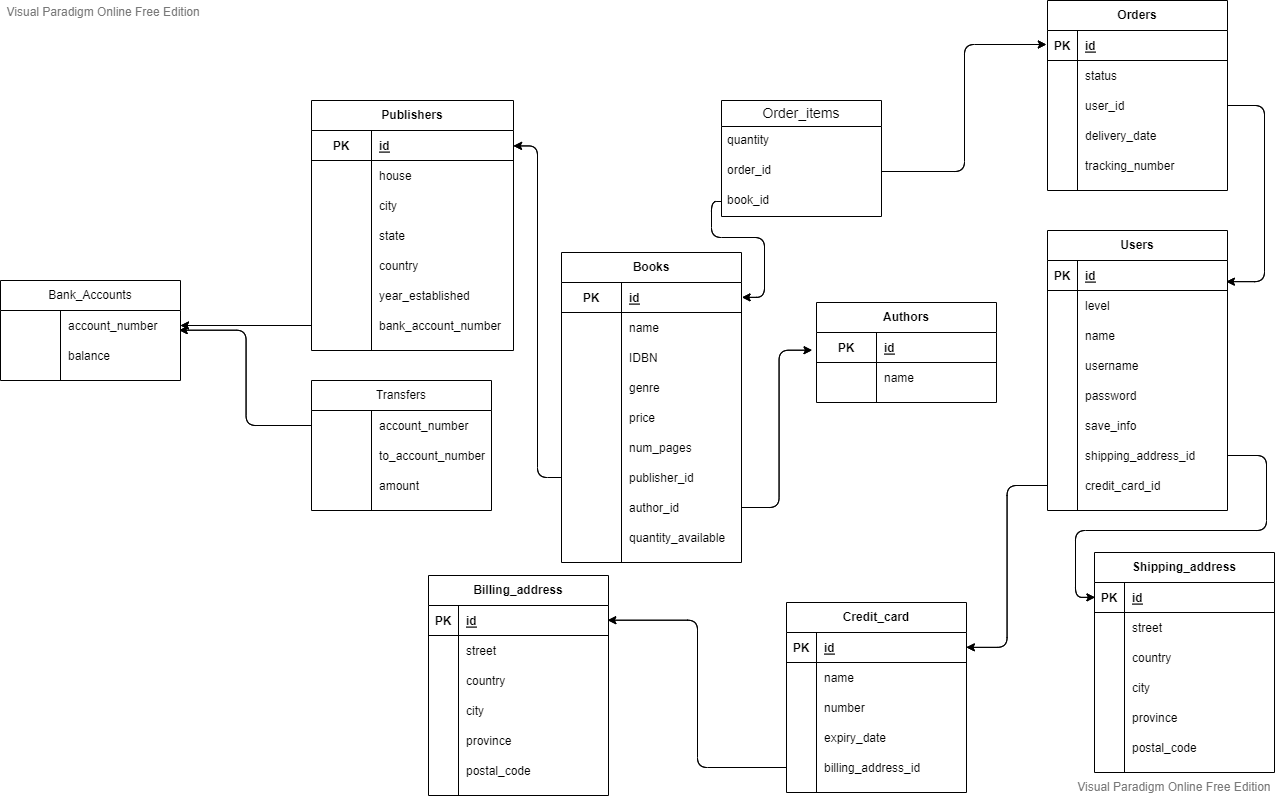 Visual Paradigm Online Free Edition
Orders
PK id
status
user_id
delivery_date
tracking_number
Publishers
PK id
house
city
state
country
year_established
bank_account_number
Order_items
quantity
order_id
book_id
Users
PK id
level
name
username
password
save_info
shipping_address_id
credit_card_id
Books
PK id
name
IDBN
genre
price
num_pages
publisher_id
author_id
quantity_available
Bank_Accounts
account_number
balance
Authors
PK id
name
Transfers
account_number
to_account_number
amount
Shipping_address
PK id
street
country
city
province
postal_code
Billing_address
PK id
street
country
city
province
postal_code
Credit_card
PK id
name
number
expiry_date
billing_address_id
Visual Paradigm Online Free Edition